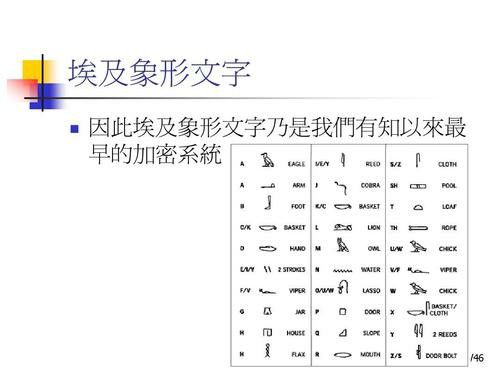 埃及象形文字
因此埃及象形文字乃是我們有知以來最
早的加密系統
A EAGLE I/E/Y REED S/Z CLOTH
A ARM J COBRA SH POOL
B FOOT K/C BASKET T LOAF
C/K BASKET L LION TH ROPE
D HAND M OWL U/W CHICK
E/I/Y 2 STROKES N WATER V/F VIPER
F/V VIPER O/U/W LASSO W CHICK
G JAR P DOOR X BASKET/
CLOTH
H HOUSE Q SLOPE Y 2 REEDS
H FLAX R MOUTH Z/S DOOR BOLT
/46